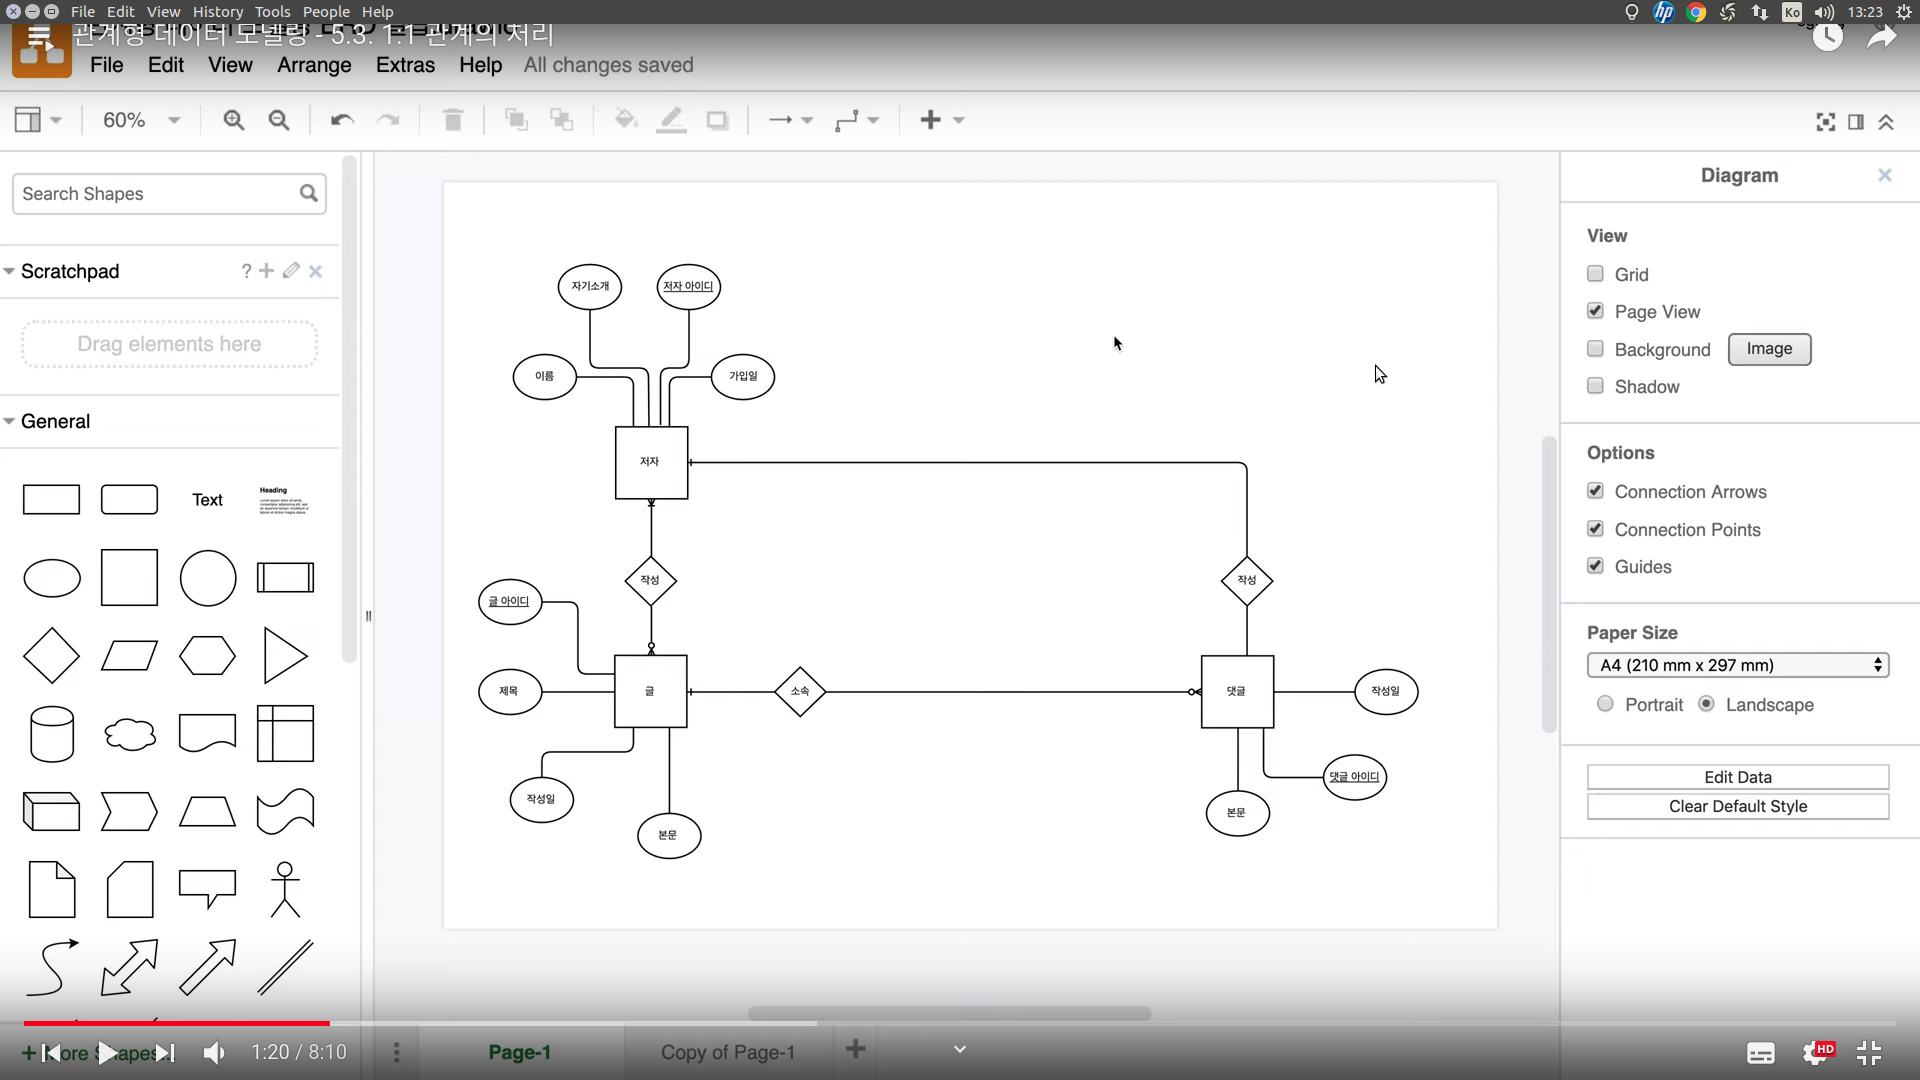 File Edit View History Tools People Help
Ko 13:23
관계형 데이터 모델링 - 5.3. 1:1 관계의 처리
File Edit View Arrange Extras Help All changes saved
60%
Search Shapes
Scratchpad
?
Drag elements here
General
Text
Heading
자기소개
저자 아이디
이름
가입일
저자
작성
작성
글 아이디
제목
글
소속
댓글
작성일
작성일
본문
댓글 아이디
본문
Diagram
View
Grid
Page View
Background
Image
Shadow
Options
Connection Arrows
Connection Points
Guides
Paper Size
A4 (210 mm x 297 mm)
Portrait
Landscape
Edit Data
Clear Default Style
More Shapes...
1:20 / 8:10
Page-1
Copy of Page-1
HD